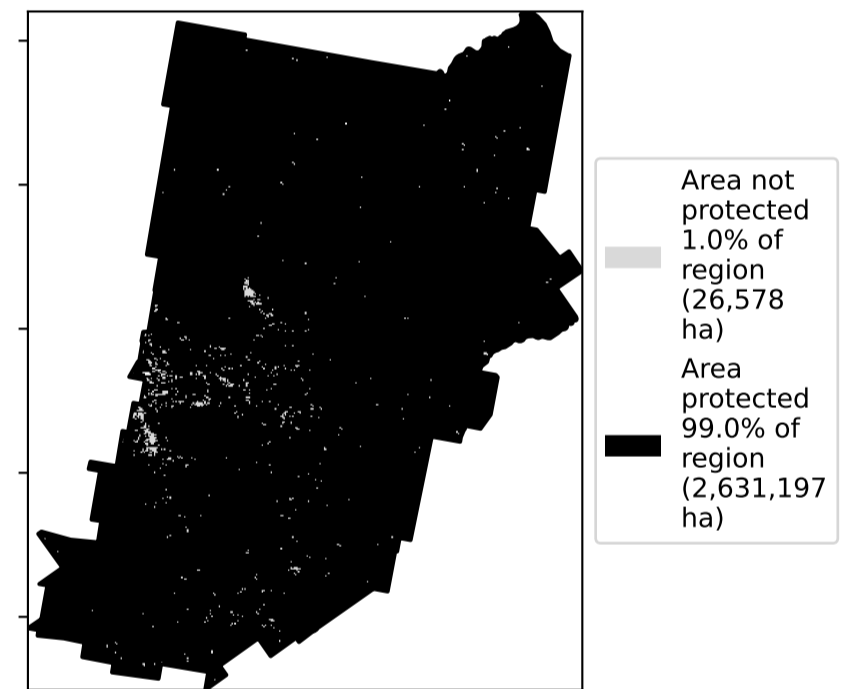 Area not
protected
1.0% of
region
(26,578
ha)
Area
protected
99.0% of
region
(2,631,197
ha)